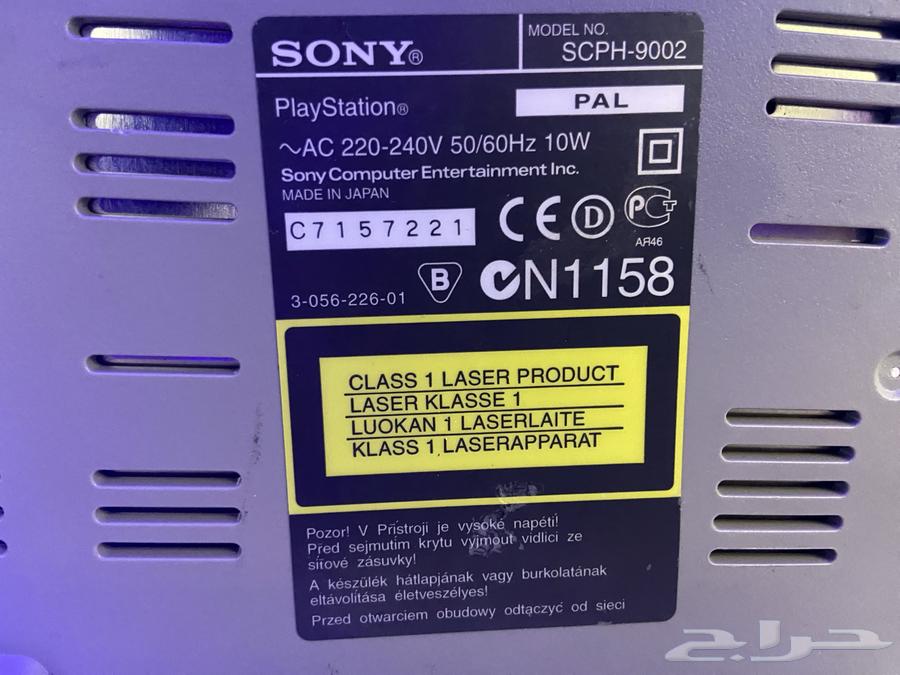 SONY®
MODEL NO.
SCPH-9002
PlayStation®
PAL
~AC 220-240V 50/60Hz 10W
Sony Computer Entertainment Inc.
MADE IN JAPAN
C7157221
CE D PCT
АЯ46
3-056-226-01
B
N1158
CLASS 1 LASER PRODUCT
LASER KLASSE 1
LUOKAN 1 LASERLAITE
KLASS 1 LASERAPPARAT
Pozor! V Přístroji je vysoké napětí!
Před sejmutím krytu vyjmout vidlici ze
síťové zásuvky!
A készülék hátlapjának vagy burkolatának
eltávolítása életveszélyes!
Przed otwarciem obudowy odtączyć od sieci
حراج